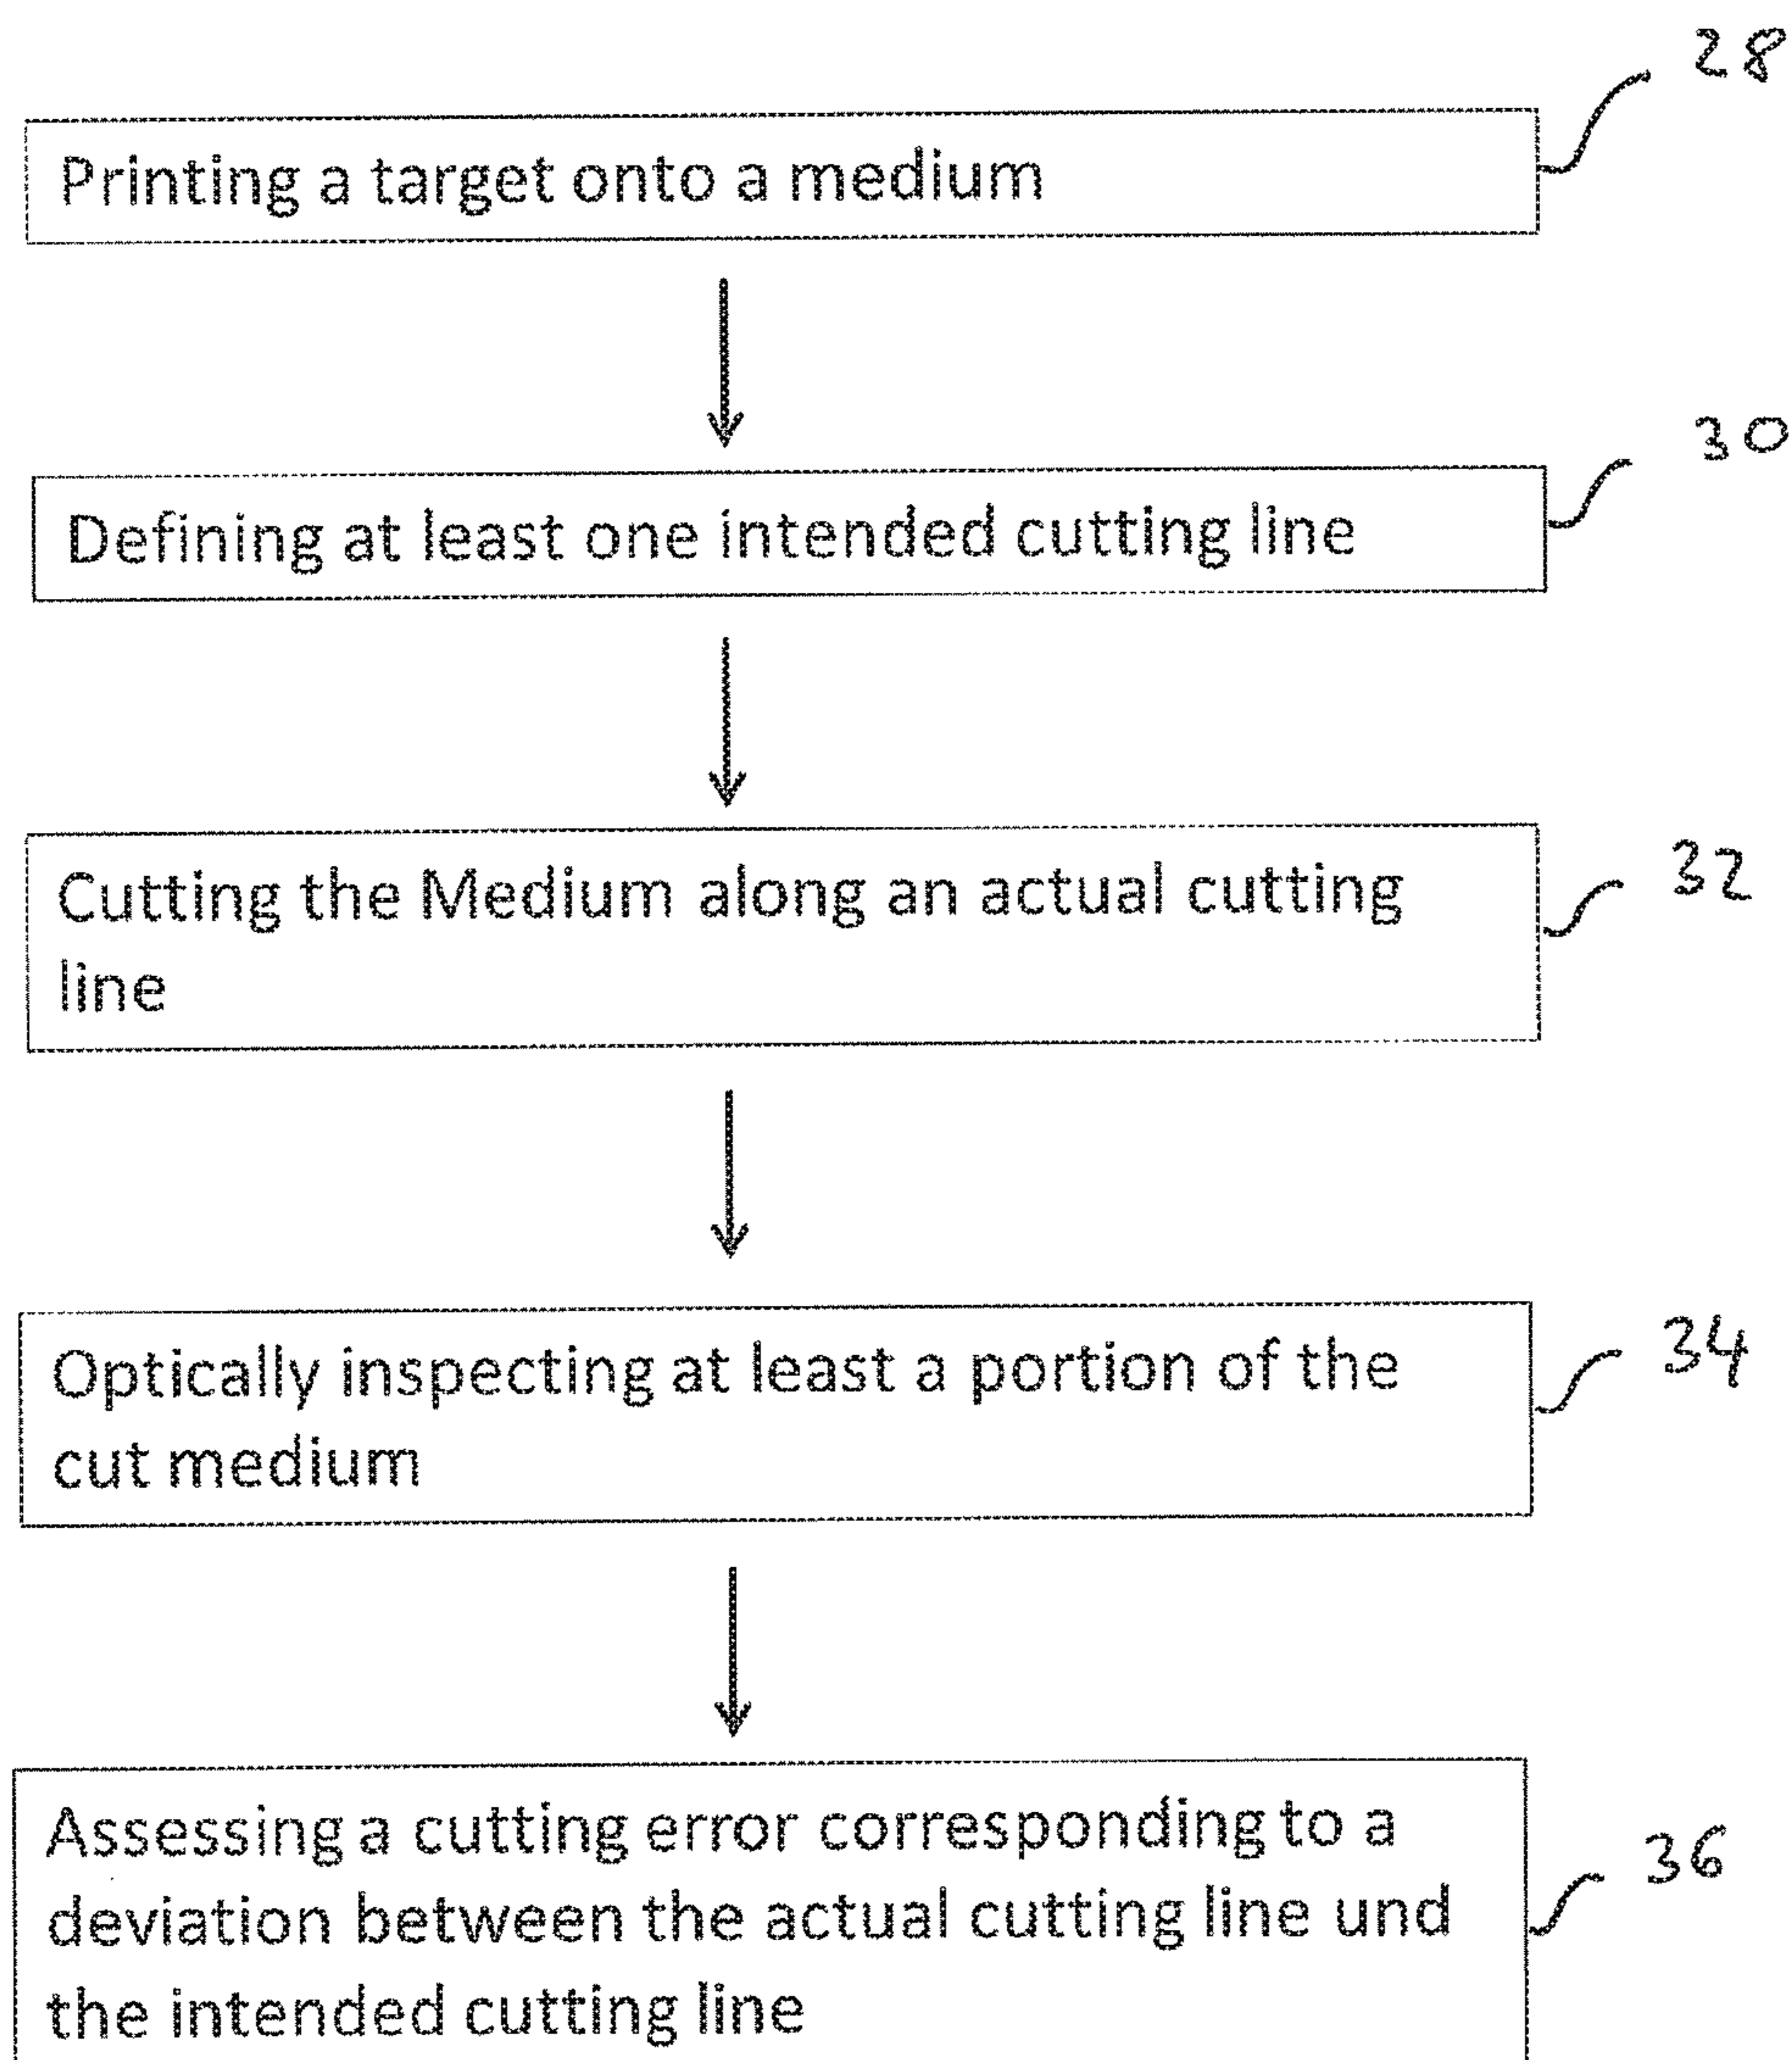 28
Printing a target onto a medium
30
Defining at least one intended cutting line
32
Cutting the Medium along an actual cutting
line
34
Optically inspecting at least a portion of the
cut medium
36
Assessing a cutting error corresponding to a
deviation between the actual cutting line und
the intended cutting line